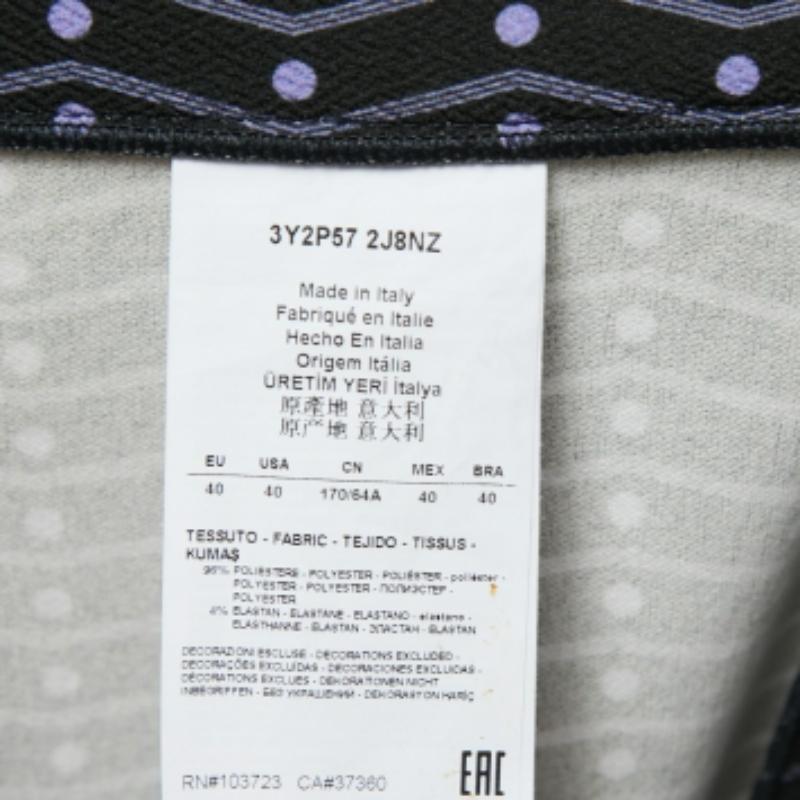 3Y2P57 2J8NZ
Made in Italy
Fabriqué en Italie
Hecho En Italia
Origem Itália
ÜRETİM YERİ İtalya
原產地 意大利
原产地 意大利
EU USA CN MEX BRA
40 40 170/64A 40 40
TESSUTO - FABRIC - TEJIDO - TISSUS -
KUMAŞ
96% POLIESTERE - POLYESTER - POLIÉSTER - poliéster -
POLYESTER - POLYESTER - ПОЛИЭСТЕР -
POLYESTER
4% ELASTAN - ELASTANE - ELASTANO - elastano -
ELASTHANNE - ELASTAN - ЭЛАСТАН - ELASTAN
DECORAZIONI ESCLUSE - DECORATIONS EXCLUDED -
DECORAÇÕES EXCLUÍDAS - DECORACIONES EXCLUIDAS -
DÉCORATIONS EXCLUES - DEKORATIONEN NICHT
INBEGRIFFEN - БЕЗ УКРАШЕНИЙ - DEKORASYON HARİÇ
RN#103723 CA#37360
EAC